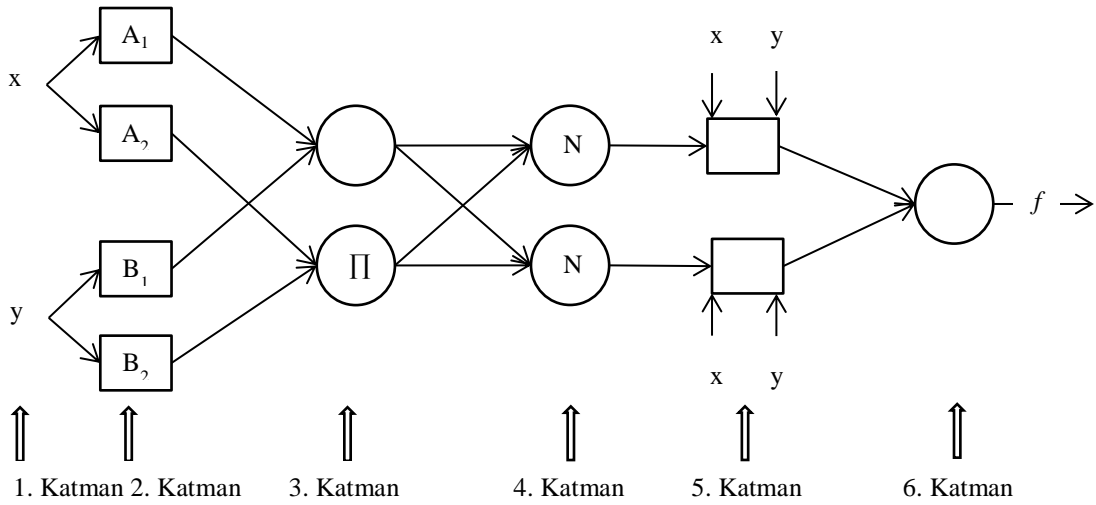 A₁
x y
x
A₂
N
f
B₁
∏
N
y
B₂
x y
1. Katman 2. Katman 3. Katman 4. Katman 5. Katman 6. Katman